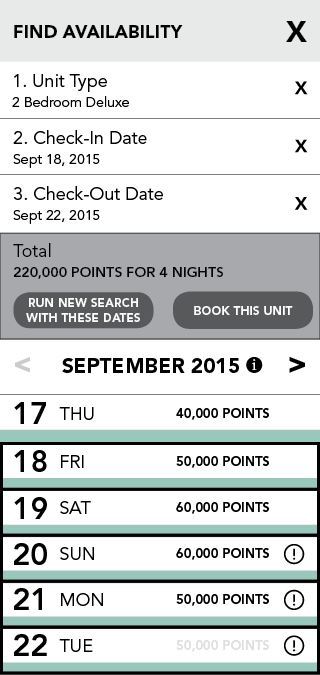 FIND AVAILABILITY X
1. Unit Type
2 Bedroom Deluxe X
2. Check-In Date
Sept 18, 2015 X
3. Check-Out Date
Sept 22, 2015 X
Total
220,000 POINTS FOR 4 NIGHTS
RUN NEW SEARCH
WITH THESE DATES
BOOK THIS UNIT
< SEPTEMBER 2015 i >
17 THU 40,000 POINTS
18 FRI 50,000 POINTS
19 SAT 60,000 POINTS
20 SUN 60,000 POINTS !
21 MON 50,000 POINTS !
22 TUE 50,000 POINTS !